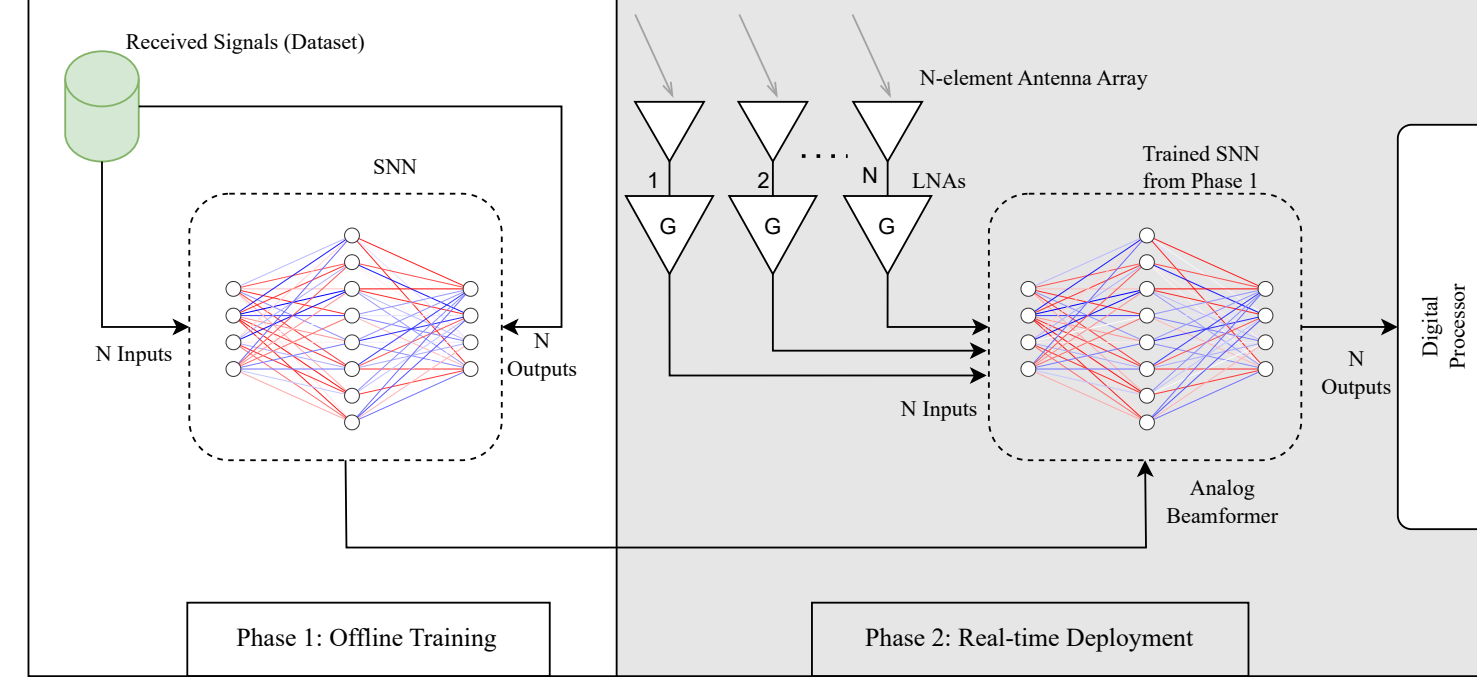 Received Signals (Dataset)
SNN
N Inputs
N
Outputs
Phase 1: Offline Training
N-element Antenna Array
1
2
....
N
LNAs
G
G
G
N Inputs
Trained SNN
from Phase 1
Analog
Beamformer
N
Outputs
Digital
Processor
Phase 2: Real-time Deployment